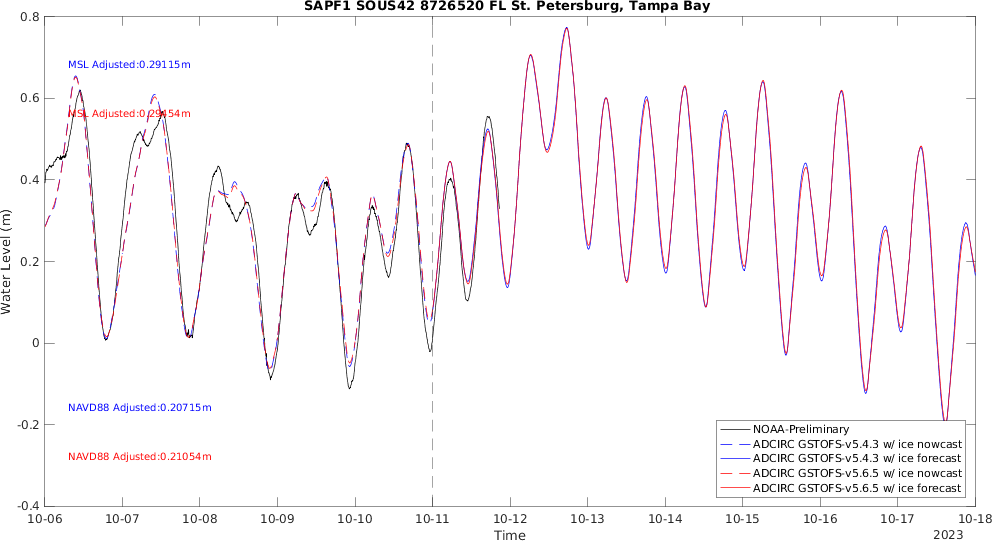 SAPF1 SOUS42 8726520 FL St. Petersburg, Tampa Bay
0.8
0.6
0.4
0.2
0
-0.2
-0.4
Water Level (m)
MSL Adjusted:0.29115m
MSL Adjusted:0.29454m
NAVD88 Adjusted:0.20715m
NAVD88 Adjusted:0.21054m
NOAA-Preliminary
ADCIRC GSTOFS-v5.4.3 w/ ice nowcast
ADCIRC GSTOFS-v5.4.3 w/ ice forecast
ADCIRC GSTOFS-v5.6.5 w/ ice nowcast
ADCIRC GSTOFS-v5.6.5 w/ ice forecast
10-06 10-07 10-08 10-09 10-10 10-11 10-12 10-13 10-14 10-15 10-16 10-17 10-18
Time
2023